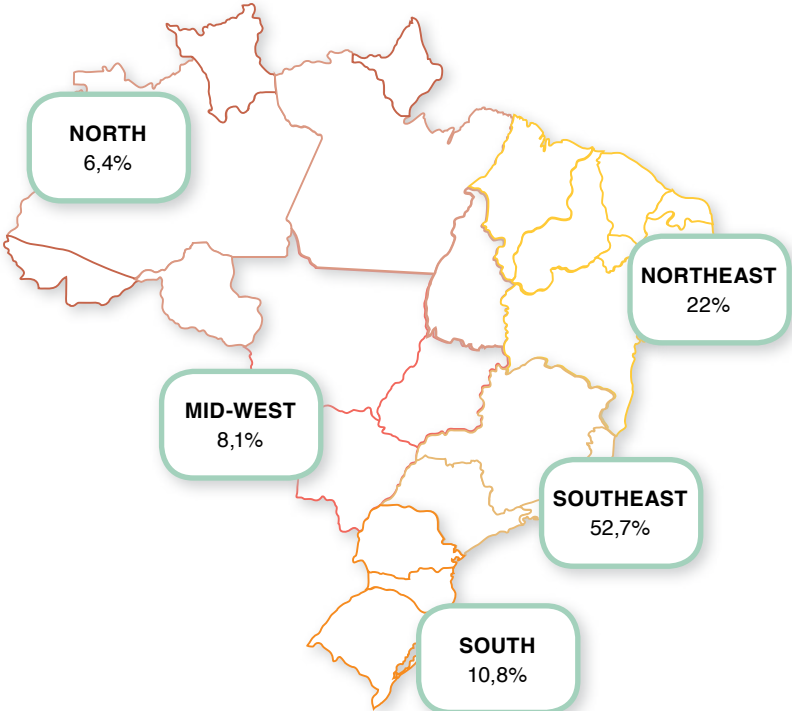 NORTH
6,4%
NORTHEAST
22%
MID-WEST
8,1%
SOUTHEAST
52,7%
SOUTH
10,8%